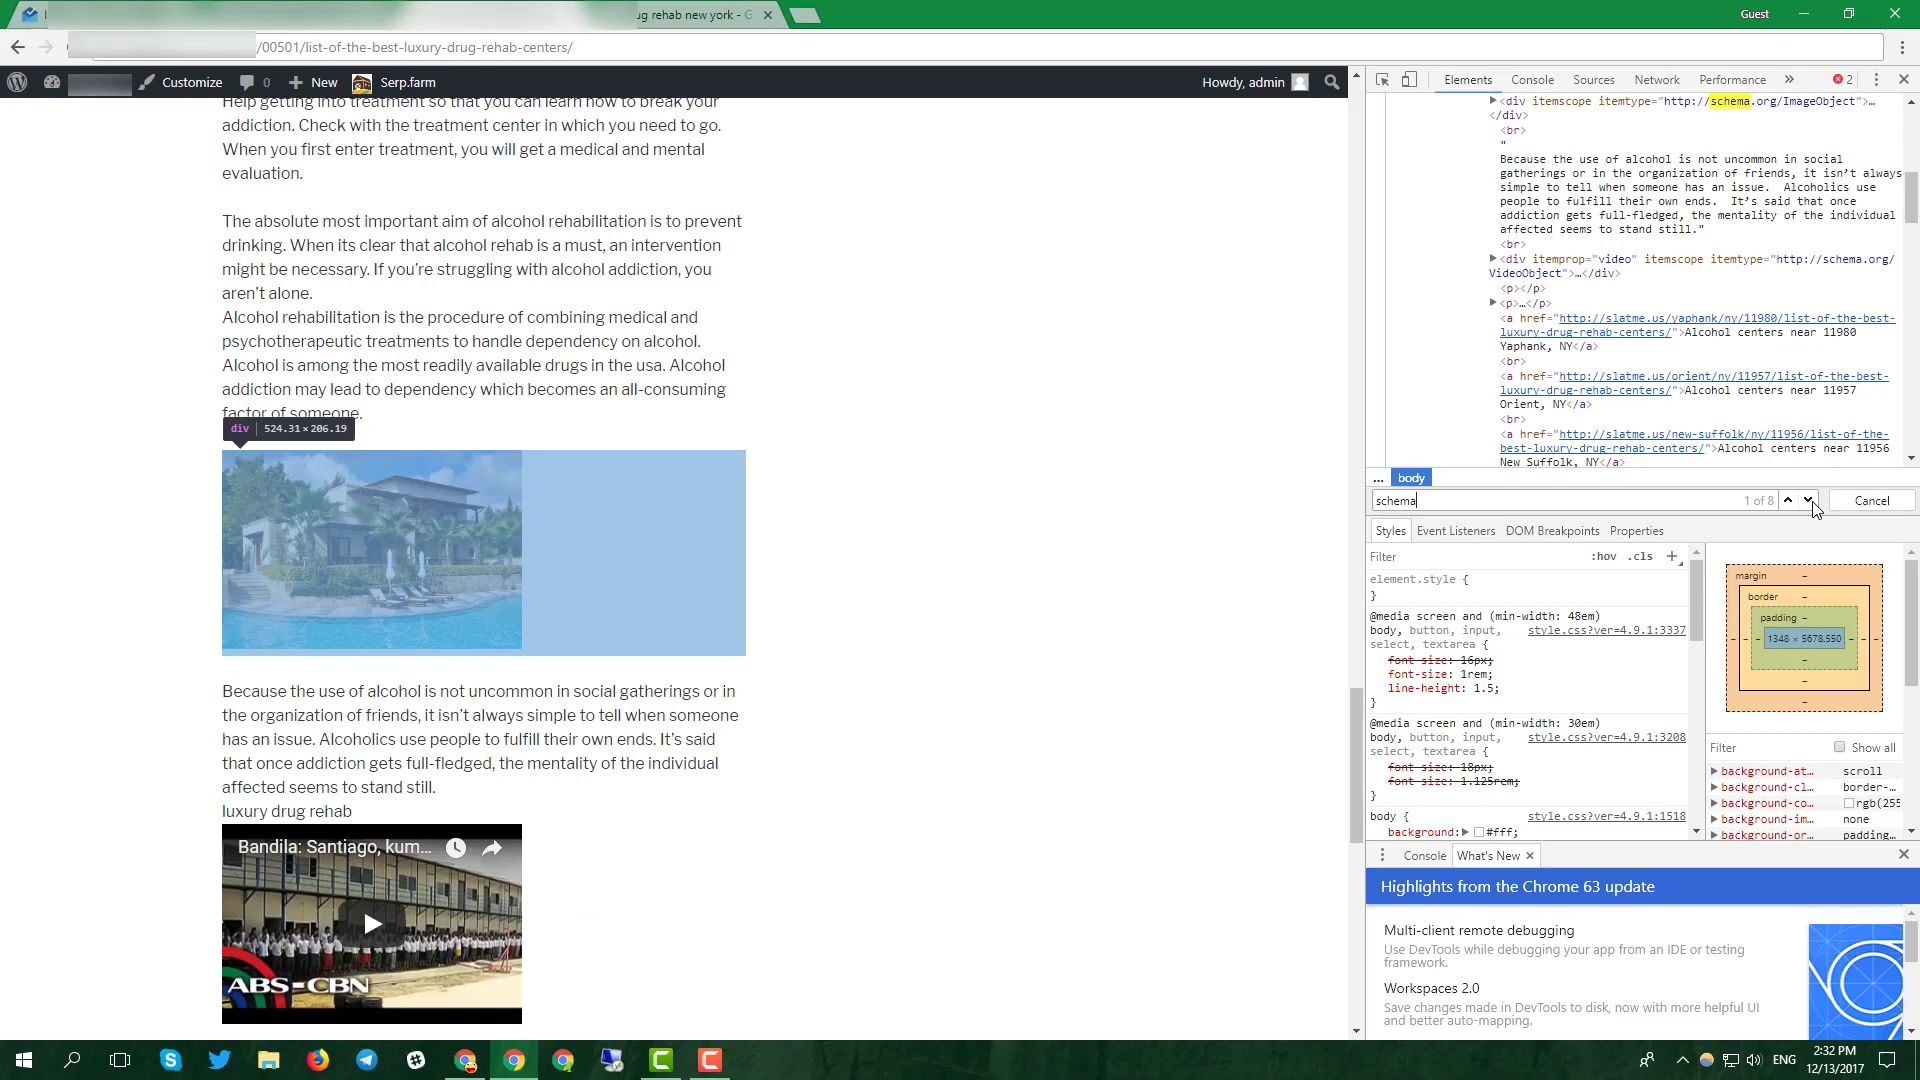 ug rehab new york - G
Guest
/00501/list-of-the-best-luxury-drug-rehab-centers/
Customize
0
New
Serp.farm
Howdy, admin
Help getting into treatment so that you can learn how to break your
addiction. Check with the treatment center in which you need to go.
When you first enter treatment, you will get a medical and mental
evaluation.
The absolute most important aim of alcohol rehabilitation is to prevent
drinking. When its clear that alcohol rehab is a must, an intervention
might be necessary. If you're struggling with alcohol addiction, you
aren't alone.
Alcohol rehabilitation is the procedure of combining medical and
psychotherapeutic treatments to handle dependency on alcohol.
Alcohol is among the most readily available drugs in the usa. Alcohol
addiction may lead to dependency which becomes an all-consuming
factor of someone.
div 524.31×206.19
Because the use of alcohol is not uncommon in social gatherings or in
the organization of friends, it isn't always simple to tell when someone
has an issue. Alcoholics use people to fulfill their own ends. It's said
that once addiction gets full-fledged, the mentality of the individual
affected seems to stand still.
luxury drug rehab
Bandila: Santiago, kum...
ABS-CBN
Elements Console Sources Network Performance » 2
▶<div itemscope itemtype="http://schema.org/ImageObject">…
</div>
<br>
"
Because the use of alcohol is not uncommon in social
gatherings or in the organization of friends, it isn't always
simple to tell when someone has an issue.  Alcoholics use
people to fulfill their own ends.  It's said that once
addiction gets full-fledged, the mentality of the individual
affected seems to stand still."
<br>
▶<div itemprop="video" itemscope itemtype="http://schema.org/
VideoObject">…</div>
<p></p>
▶<p>…</p>
<a href="http://slatme.us/yaphank/ny/11980/list-of-the-best-
luxury-drug-rehab-centers/">Alcohol centers near 11980
Yaphank, NY</a>
<br>
<a href="http://slatme.us/orient/ny/11957/list-of-the-best-
luxury-drug-rehab-centers/">Alcohol centers near 11957
Orient, NY</a>
<br>
<a href="http://slatme.us/new-suffolk/ny/11956/list-of-the-
best-luxury-drug-rehab-centers/">Alcohol centers near 11956
New Suffolk, NY</a>
... body
schema 1 of 8 Cancel
Styles Event Listeners DOM Breakpoints Properties
Filter :hov .cls +
element.style {
}
@media screen and (min-width: 48em)
body, button, input, style.css?ver=4.9.1:3337
select, textarea {
font-size: 16px;
font-size: 1rem;
line-height: 1.5;
}
@media screen and (min-width: 30em)
body, button, input, style.css?ver=4.9.1:3208
select, textarea {
font-size: 18px;
font-size: 1.125rem;
}
body { style.css?ver=4.9.1:1518
background:▶ #fff;
margin –
border –
padding –
– – – 1348 × 5678.550 – – –
–
–
–
Filter Show all
▶ background-at… scroll
▶ background-cl… border-…
▶ background-co… rgb(255
▶ background-im… none
▶ background-or… padding…
Console What's New
Highlights from the Chrome 63 update
Multi-client remote debugging
Use DevTools while debugging your app from an IDE or testing
framework.
Workspaces 2.0
Save changes made in DevTools to disk, now with more helpful UI
and better auto-mapping.
ENG
2:32 PM
12/13/2017